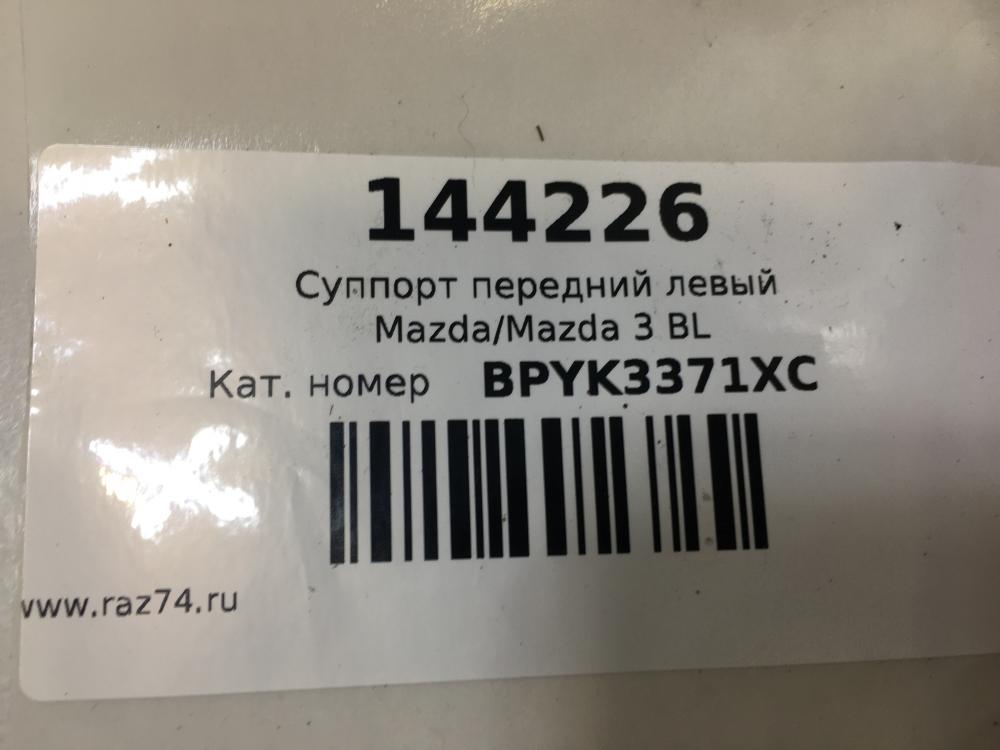 144226
Суппорт передний левый
Mazda/Mazda 3 BL
Кат. номер BPYK3371XC
www.raz74.ru